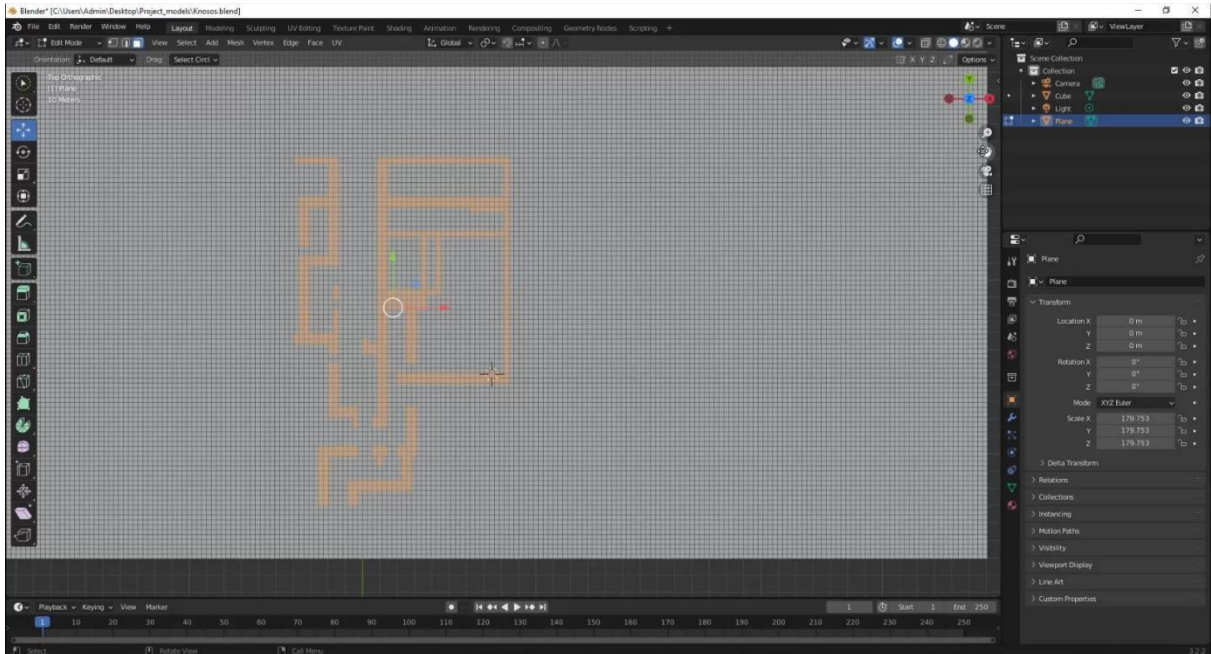 Blender* [C:\Users\Admin\Desktop\Project_models\Knosos.blend]
File Edit Render Window Help Layout Modeling Sculpting UV Editing Texture Paint Shading Animation Rendering Compositing Geometry Nodes Scripting + Scene ViewLayer
Edit Mode View Select Add Mesh Vertex Edge Face UV Global
Orientation: Default Drag: Select Circl X Y Z Options
Top Orthographic
(1) Plane
10 Meters
Scene Collection
Collection
Camera
Cube
Light
Plane
Plane
Plane
Transform
Location X 0 m
Y 0 m
Z 0 m
Rotation X 0°
Y 0°
Z 0°
Mode XYZ Euler
Scale X 179.753
Y 179.753
Z 179.753
Delta Transform
Relations
Collections
Instancing
Motion Paths
Visibility
Viewport Display
Line Art
Custom Properties
Playback Keying View Marker 1 Start 1 End 250
1 10 20 30 40 50 60 70 80 90 100 110 120 130 140 150 160 170 180 190 200 210 220 230 240 250
Select Rotate View Call Menu 3.2.2